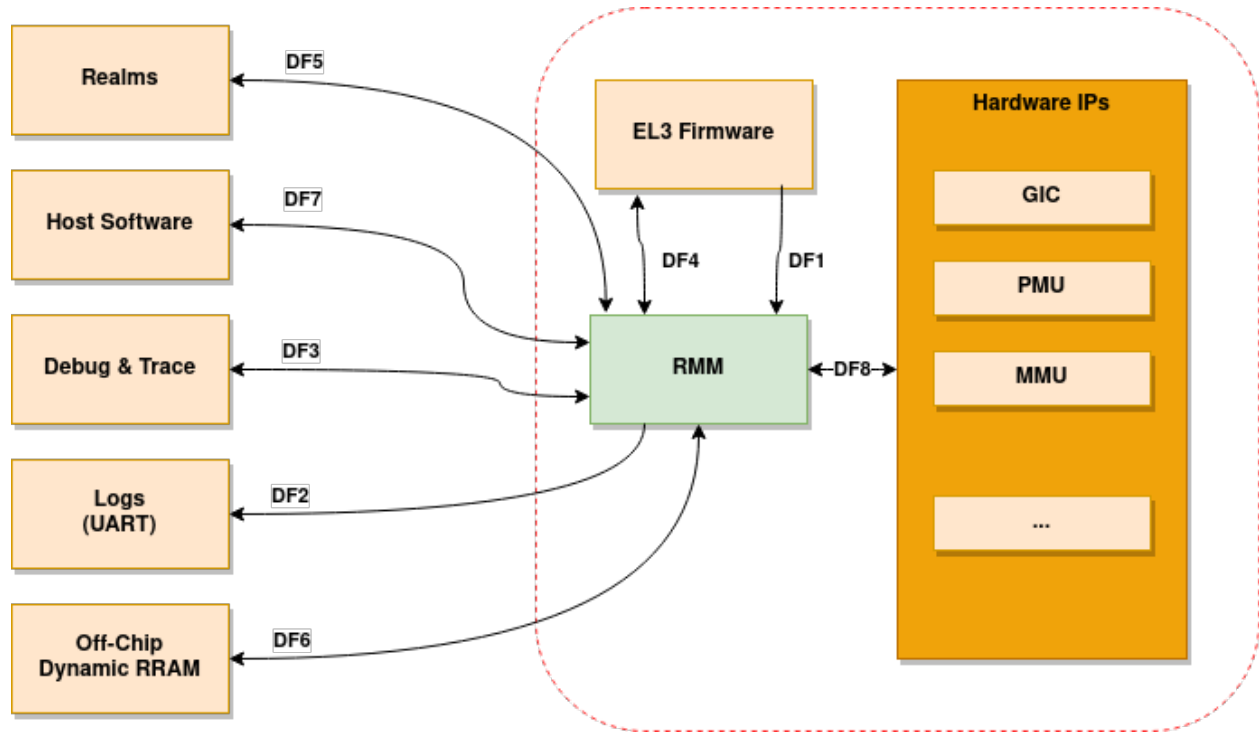 Realms
DF5
Host Software
DF7
Debug & Trace
DF3
Logs
(UART)
DF2
Off-Chip
Dynamic RRAM
DF6
EL3 Firmware
DF4
DF1
RMM
DF8
Hardware IPs
GIC
PMU
MMU
...